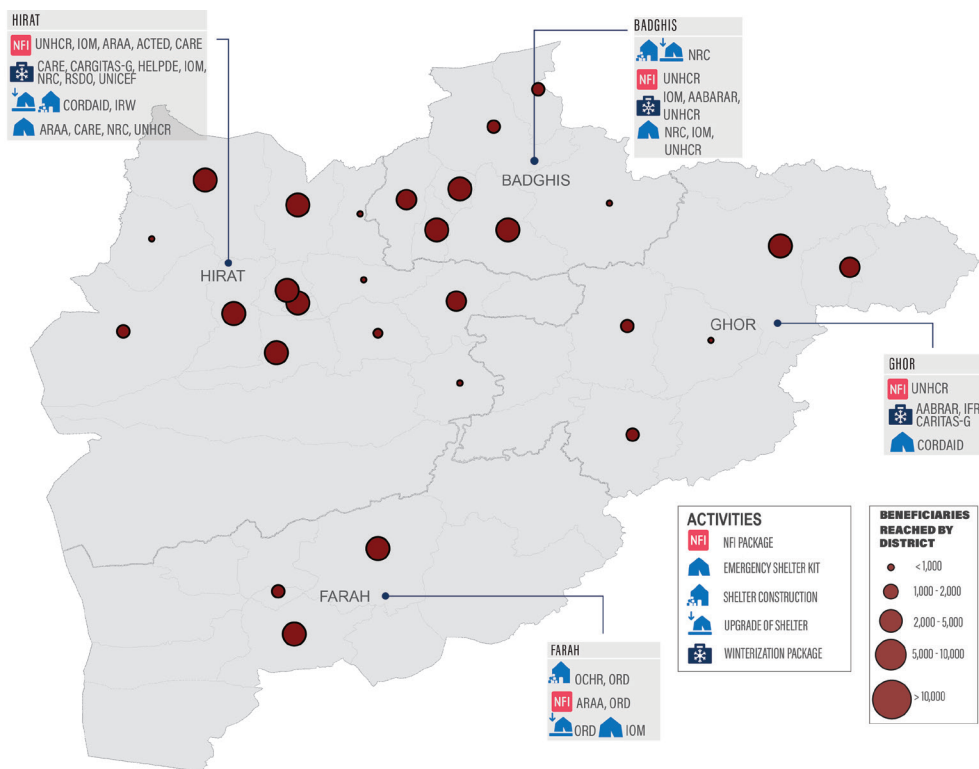 HIRAT
NFI UNHCR, IOM, ARAA, ACTED, CARE
CARE, CARGITAS-G, HELPDE, IOM,
NRC, RSDO, UNICEF
CORDAID, IRW
ARAA, CARE, NRC, UNHCR
BADGHIS
NRC
NFI UNHCR
IOM, AABARAR,
UNHCR
NRC, IOM,
UNHCR
BADGHIS
HIRAT
GHOR
FARAH
GHOR
NFI UNHCR
AABRAR, IFR
CARITAS-G
CORDAID
FARAH
OCHR, ORD
NFI ARAA, ORD
ORD IOM
ACTIVITIES
NFI NFI PACKAGE
EMERGENCY SHELTER KIT
SHELTER CONSTRUCTION
UPGRADE OF SHELTER
WINTERIZATION PACKAGE
BENEFICIARIES
REACHED BY
DISTRICT
< 1,000
1,000 - 2,000
2,000 - 5,000
5,000 - 10,000
> 10,000